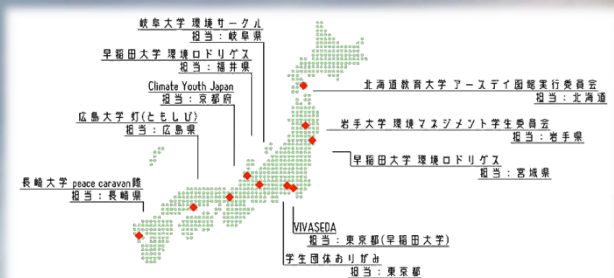 岐阜大学 環境サークル
担当：岐阜県
早稲田大学 環境ロドリゲス
担当：福井県
Climate Youth Japan
担当：京都府
広島大学 灯(ともしび)
担当：広島県
長崎大学 peace caravan隊
担当：長崎県
北海道教育大学 アースデイ函館実行委員会
担当：北海道
岩手大学 環境マネジメント学生委員会
担当：岩手県
早稲田大学 環境ロドリゲス
担当：宮城県
VIVASEDA
担当：東京都(早稲田大学)
学生団体おりがみ
担当：東京都